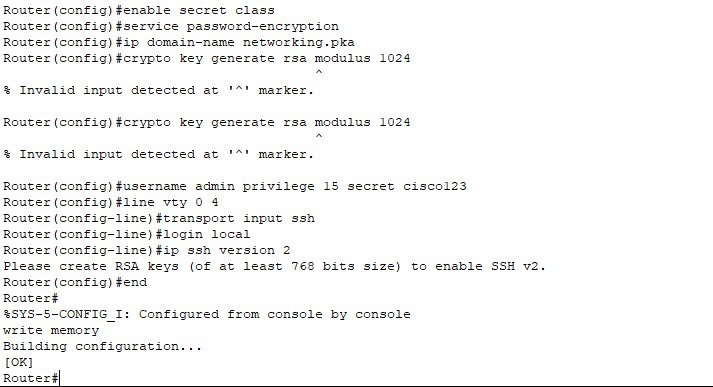 Router(config)#enable secret class
Router(config)#service password-encryption
Router(config)#ip domain-name networking.pka
Router(config)#crypto key generate rsa modulus 1024
^
% Invalid input detected at '^' marker.
Router(config)#crypto key generate rsa modulus 1024
^
% Invalid input detected at '^' marker.
Router(config)#username admin privilege 15 secret cisco123
Router(config)#line vty 0 4
Router(config-line)#transport input ssh
Router(config-line)#login local
Router(config-line)#ip ssh version 2
Please create RSA keys (of at least 768 bits size) to enable SSH v2.
Router(config)#end
Router#
%SYS-5-CONFIG_I: Configured from console by console
write memory
Building configuration...
[OK]
Router#